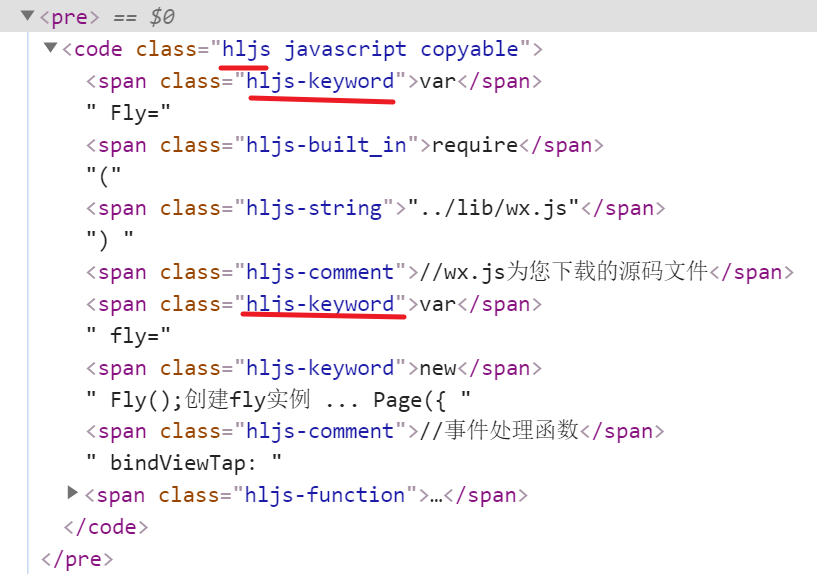 ▼<pre> == $0
▼<code class="hljs javascript copyable">
<span class="hljs-keyword">var</span>
" Fly="
<span class="hljs-built_in">require</span>
"("
<span class="hljs-string">"../lib/wx.js"</span>
") "
<span class="hljs-comment">//wx.js为您下载的源码文件</span>
<span class="hljs-keyword">var</span>
" fly="
<span class="hljs-keyword">new</span>
" Fly();创建fly实例 ... Page({ "
<span class="hljs-comment">//事件处理函数</span>
" bindViewTap: "
▶<span class="hljs-function">…</span>
</code>
</pre>